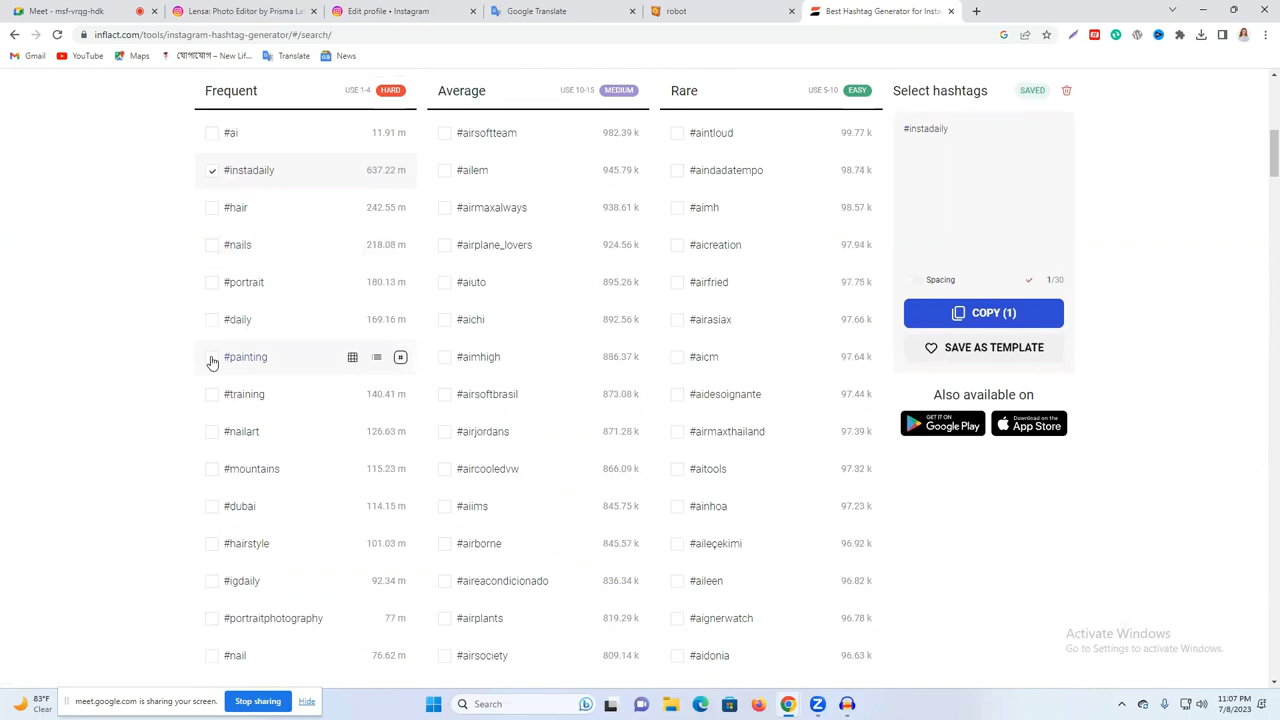 Meet - msf-vrqq-hdk
Lensa: Photo Editor by Prisma Lab
Edit profile • Instagram
Google Translate
robot
Best Hashtag Generator for Insta
inflact.com/tools/instagram-hashtag-generator/#/search/
Gmail
YouTube
Maps
যোগাযোগ – New Lif...
Translate
News
Frequent USE 1-4 HARD
Average USE 10-15 MEDIUM
Rare USE 5-10 EASY
Select hashtags SAVED
#ai 11.91 m
#airsoftteam 982.39 k
#aintloud 99.77 k
#instadaily
#instadaily 637.22 m
#ailem 945.79 k
#aindadatempo 98.74 k
#hair 242.55 m
#airmaxalways 938.61 k
#aimh 98.57 k
#nails 218.08 m
#airplane_lovers 924.56 k
#aicreation 97.94 k
#portrait 180.13 m
#aiuto 895.26 k
#airfried 97.75 k
Spacing 1/30
#daily 169.16 m
#aichi 892.56 k
#airasiax 97.66 k
COPY (1)
#painting
#aimhigh 886.37 k
#aicm 97.64 k
SAVE AS TEMPLATE
#training 140.41 m
#airsoftbrasil 873.08 k
#aidesoignante 97.44 k
Also available on
GET IT ON Google Play
Download on the App Store
#nailart 126.63 m
#airjordans 871.28 k
#airmaxthailand 97.39 k
#mountains 115.23 m
#aircooledvw 866.09 k
#aitools 97.32 k
#dubai 114.15 m
#aiims 845.75 k
#ainhoa 97.23 k
#hairstyle 101.03 m
#airborne 845.57 k
#aileçekimi 96.92 k
#igdaily 92.34 m
#aireacondicionado 836.34 k
#aileen 96.82 k
#portraitphotography 77 m
#airplants 819.29 k
#aignerwatch 96.78 k
#nail 76.62 m
#airsociety 809.14 k
#aidonia 96.63 k
Activate Windows
Go to Settings to activate Windows.
83°F
Clear
meet.google.com is sharing your screen.
Stop sharing
Hide
Search
11:07 PM
7/8/2023